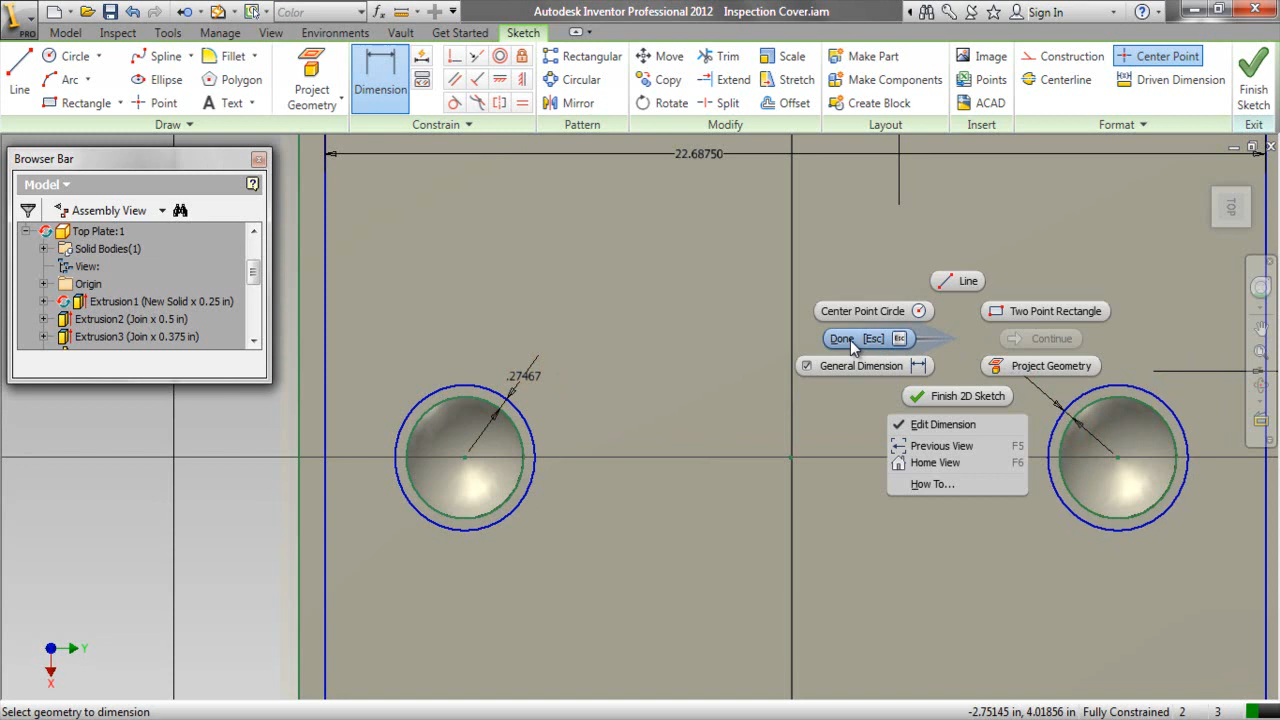 PRO
Color
Autodesk Inventor Professional 2012 Inspection Cover.iam
Sign In
Model
Inspect
Tools
Manage
View
Environments
Vault
Get Started
Sketch
Line
Circle
Arc
Rectangle
Spline
Ellipse
Point
Fillet
Polygon
Text
Draw
Project
Geometry
Dimension
Constrain
Rectangular
Circular
Mirror
Pattern
Move
Copy
Rotate
Trim
Extend
Split
Scale
Stretch
Offset
Modify
Make Part
Make Components
Create Block
Layout
Image
Points
ACAD
Insert
Construction
Centerline
Center Point
Driven Dimension
Format
Finish
Sketch
Exit
Browser Bar
Model
Assembly View
Top Plate:1
Solid Bodies(1)
View:
Origin
Extrusion1 (New Solid x 0.25 in)
Extrusion2 (Join x 0.5 in)
Extrusion3 (Join x 0.375 in)
22.68750
TOP
Line
Center Point Circle
Two Point Rectangle
Done [Esc] Esc
Continue
General Dimension
Project Geometry
Finish 2D Sketch
Edit Dimension
Previous View F5
Home View F6
How To...
.27467
Y
X
Select geometry to dimension
-2.75145 in, 4.01856 in Fully Constrained 2 3